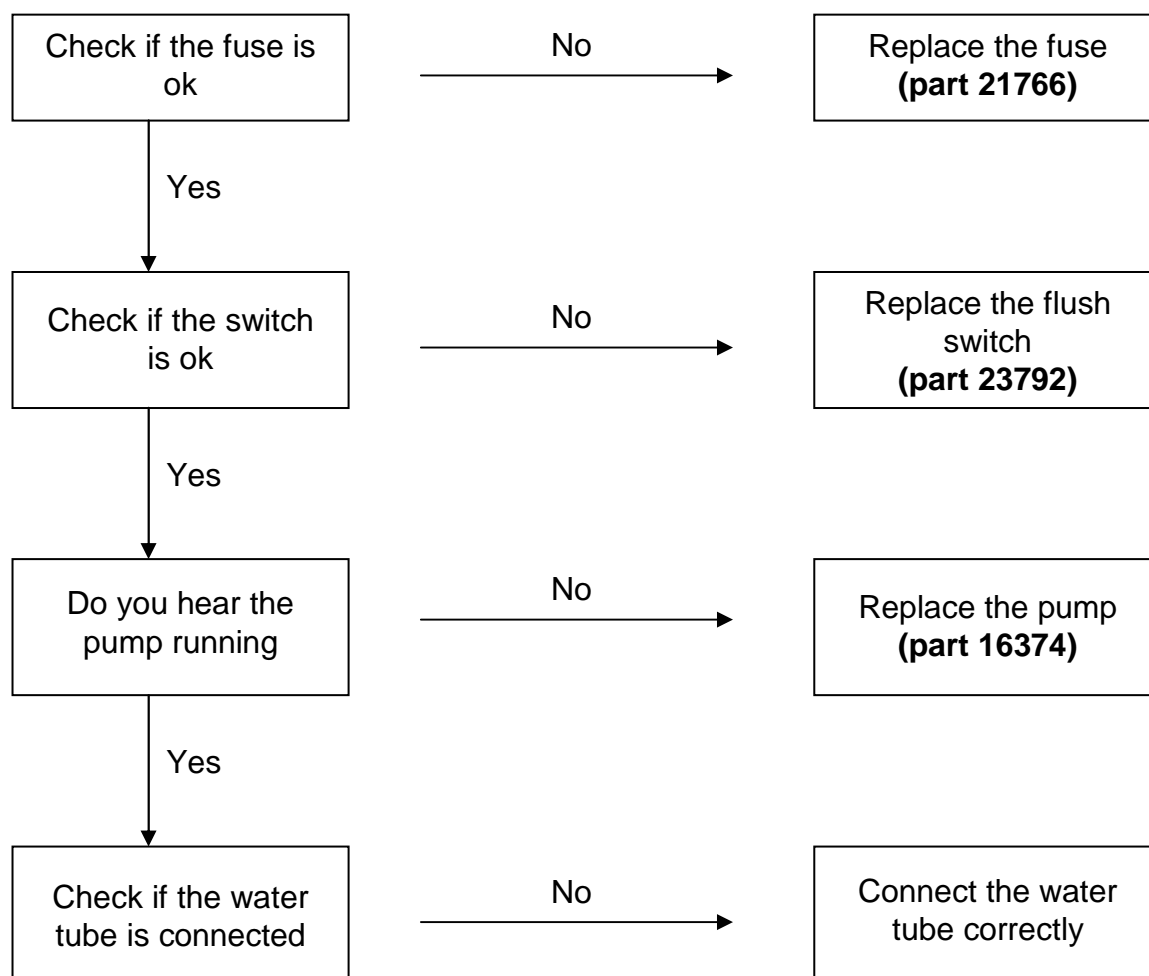 Check if the fuse is
ok
No
Replace the fuse
(part 21766)
Yes
Check if the switch
is ok
No
Replace the flush
switch
(part 23792)
Yes
Do you hear the
pump running
No
Replace the pump
(part 16374)
Yes
Check if the water
tube is connected
No
Connect the water
tube correctly